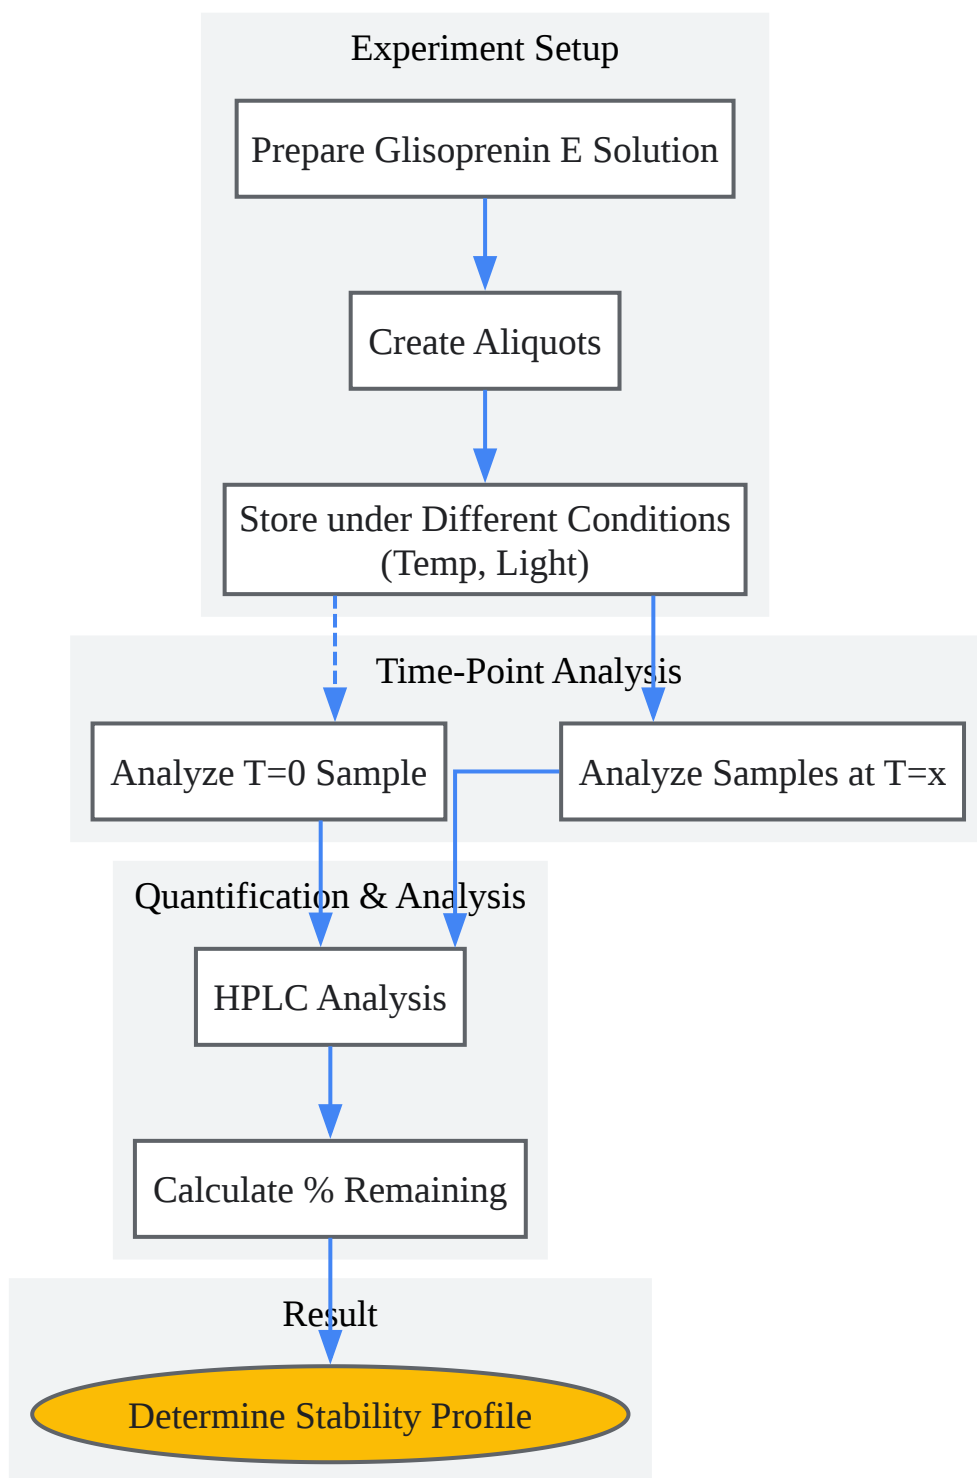 Experiment Setup
Prepare Glisoprenin E Solution
Create Aliquots
Store under Different Conditions
(Temp, Light)
Time-Point Analysis
Analyze T=0 Sample
Analyze Samples at T=x
Quantification & Analysis
HPLC Analysis
Calculate % Remaining
Result
Determine Stability Profile